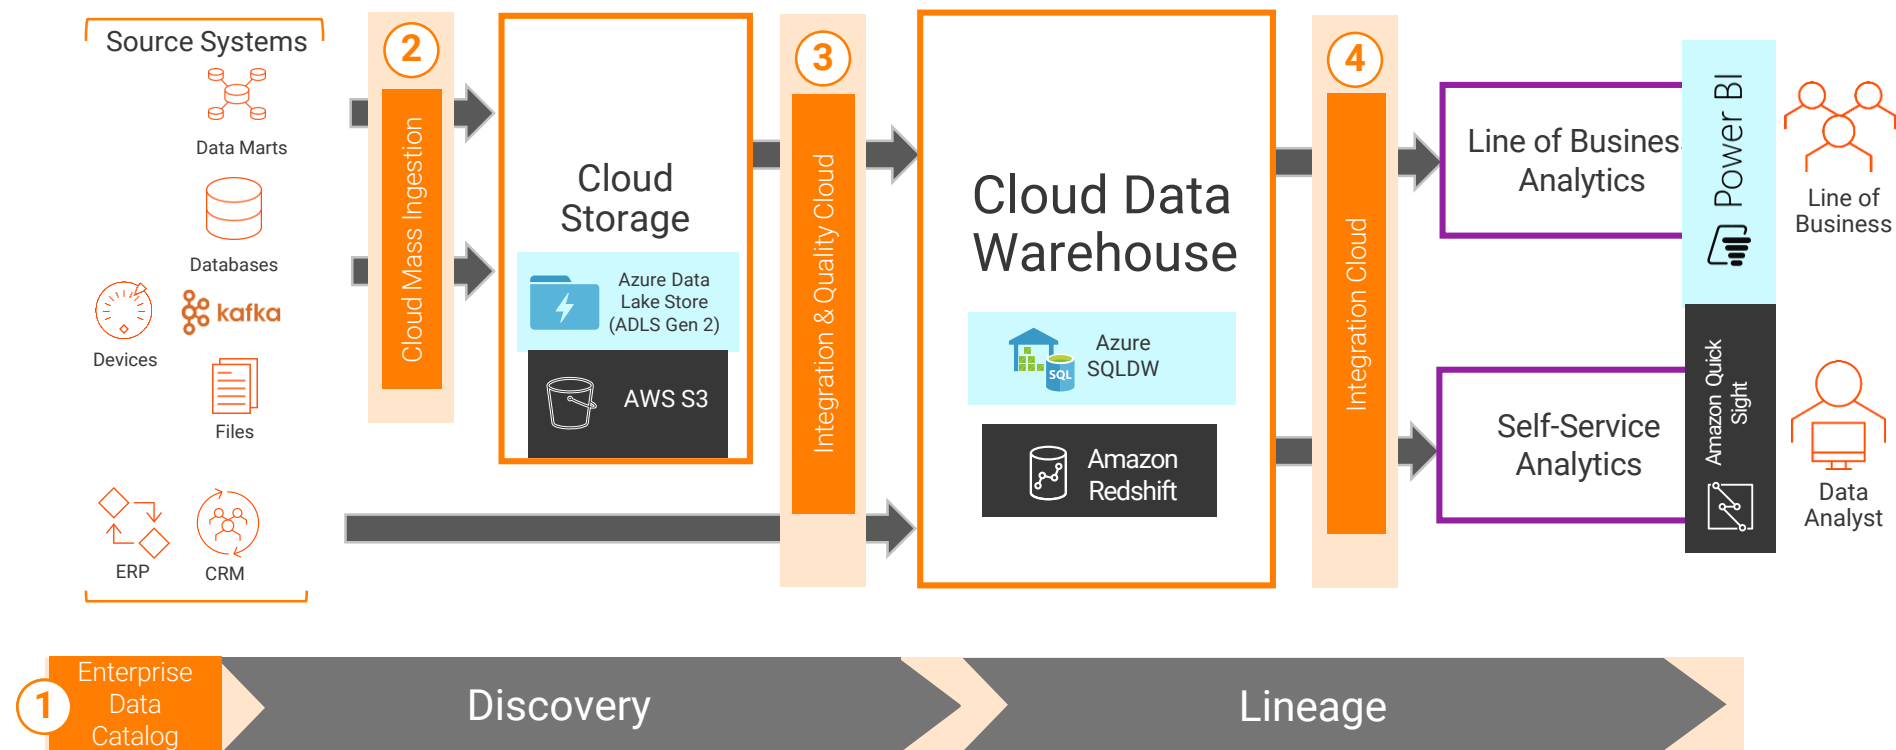 Source Systems
Data Marts
Databases
Devices
kafka
Files
ERP
CRM
2
Cloud Mass Ingestion
Cloud
Storage
Azure Data
Lake Store
(ADLS Gen 2)
AWS S3
3
Integration & Quality Cloud
Cloud Data
Warehouse
SQL
Azure
SQLDW
Amazon
Redshift
4
Integration Cloud
Line of Busines
Analytics
Self-Service
Analytics
Power BI
Amazon Quick
Sight
Line of
Business
Data
Analyst
1
Enterprise
Data
Catalog
Discovery
Lineage